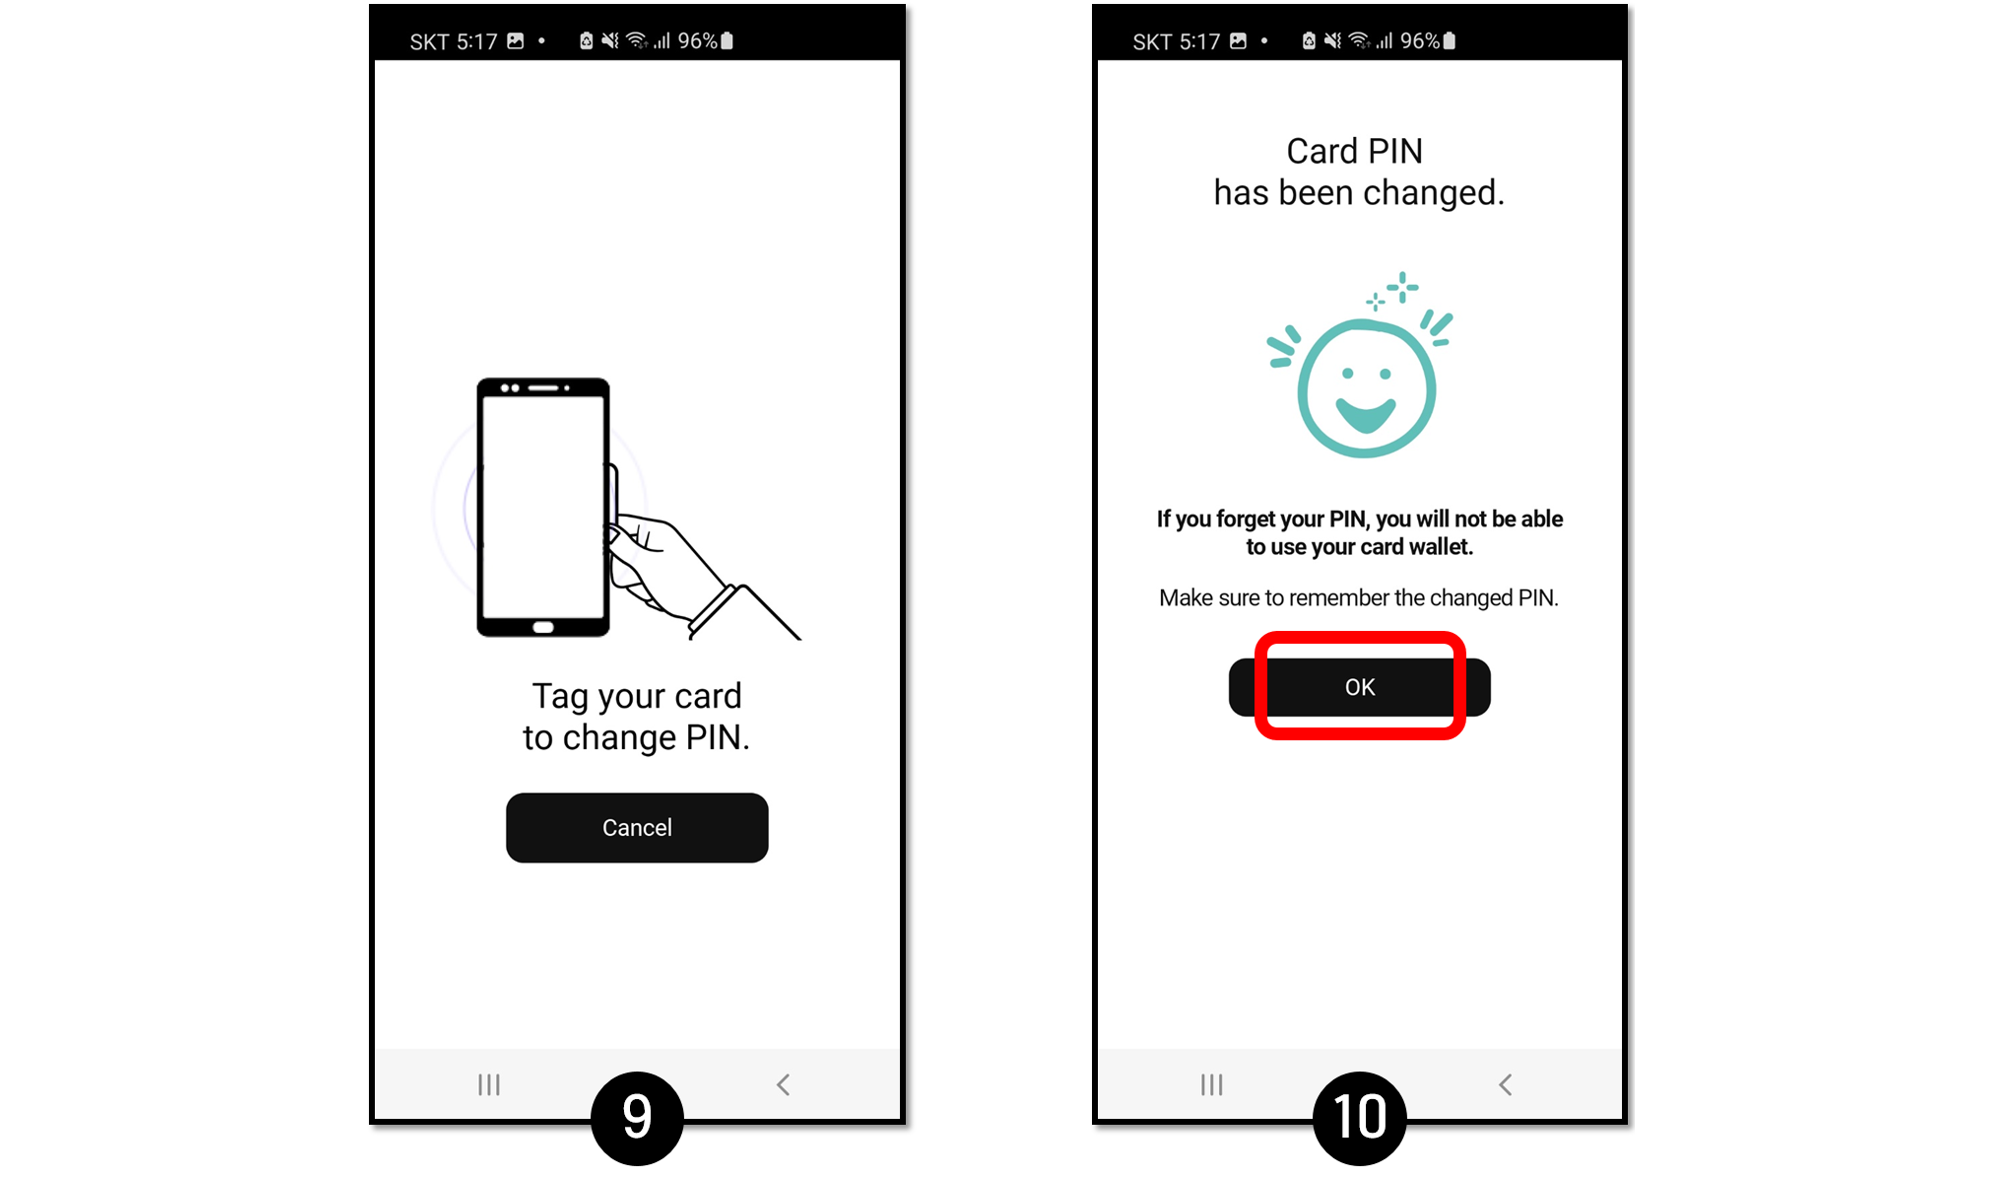 SKT 5:17
96%
Tag your card
to change PIN.
Cancel
9
SKT 5:17
96%
Card PIN
has been changed.
If you forget your PIN, you will not be able
to use your card wallet.
Make sure to remember the changed PIN.
OK
10